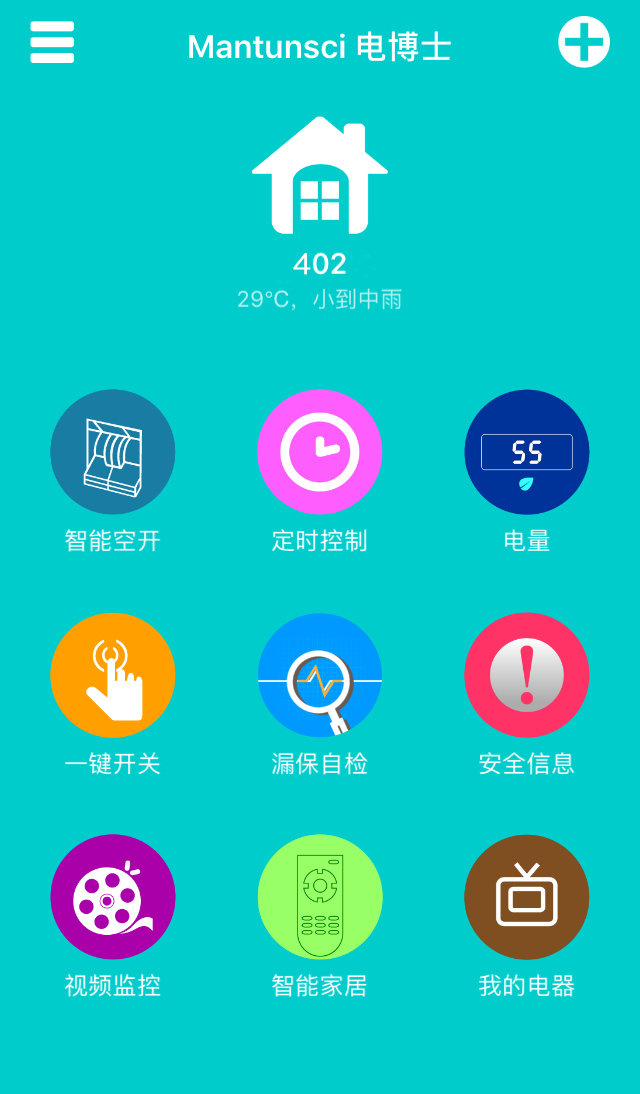 Mantunsci 电博士
402
29℃，小到中雨
55
智能空开
定时控制
电量
一键开关
漏保自检
安全信息
视频监控
智能家居
我的电器